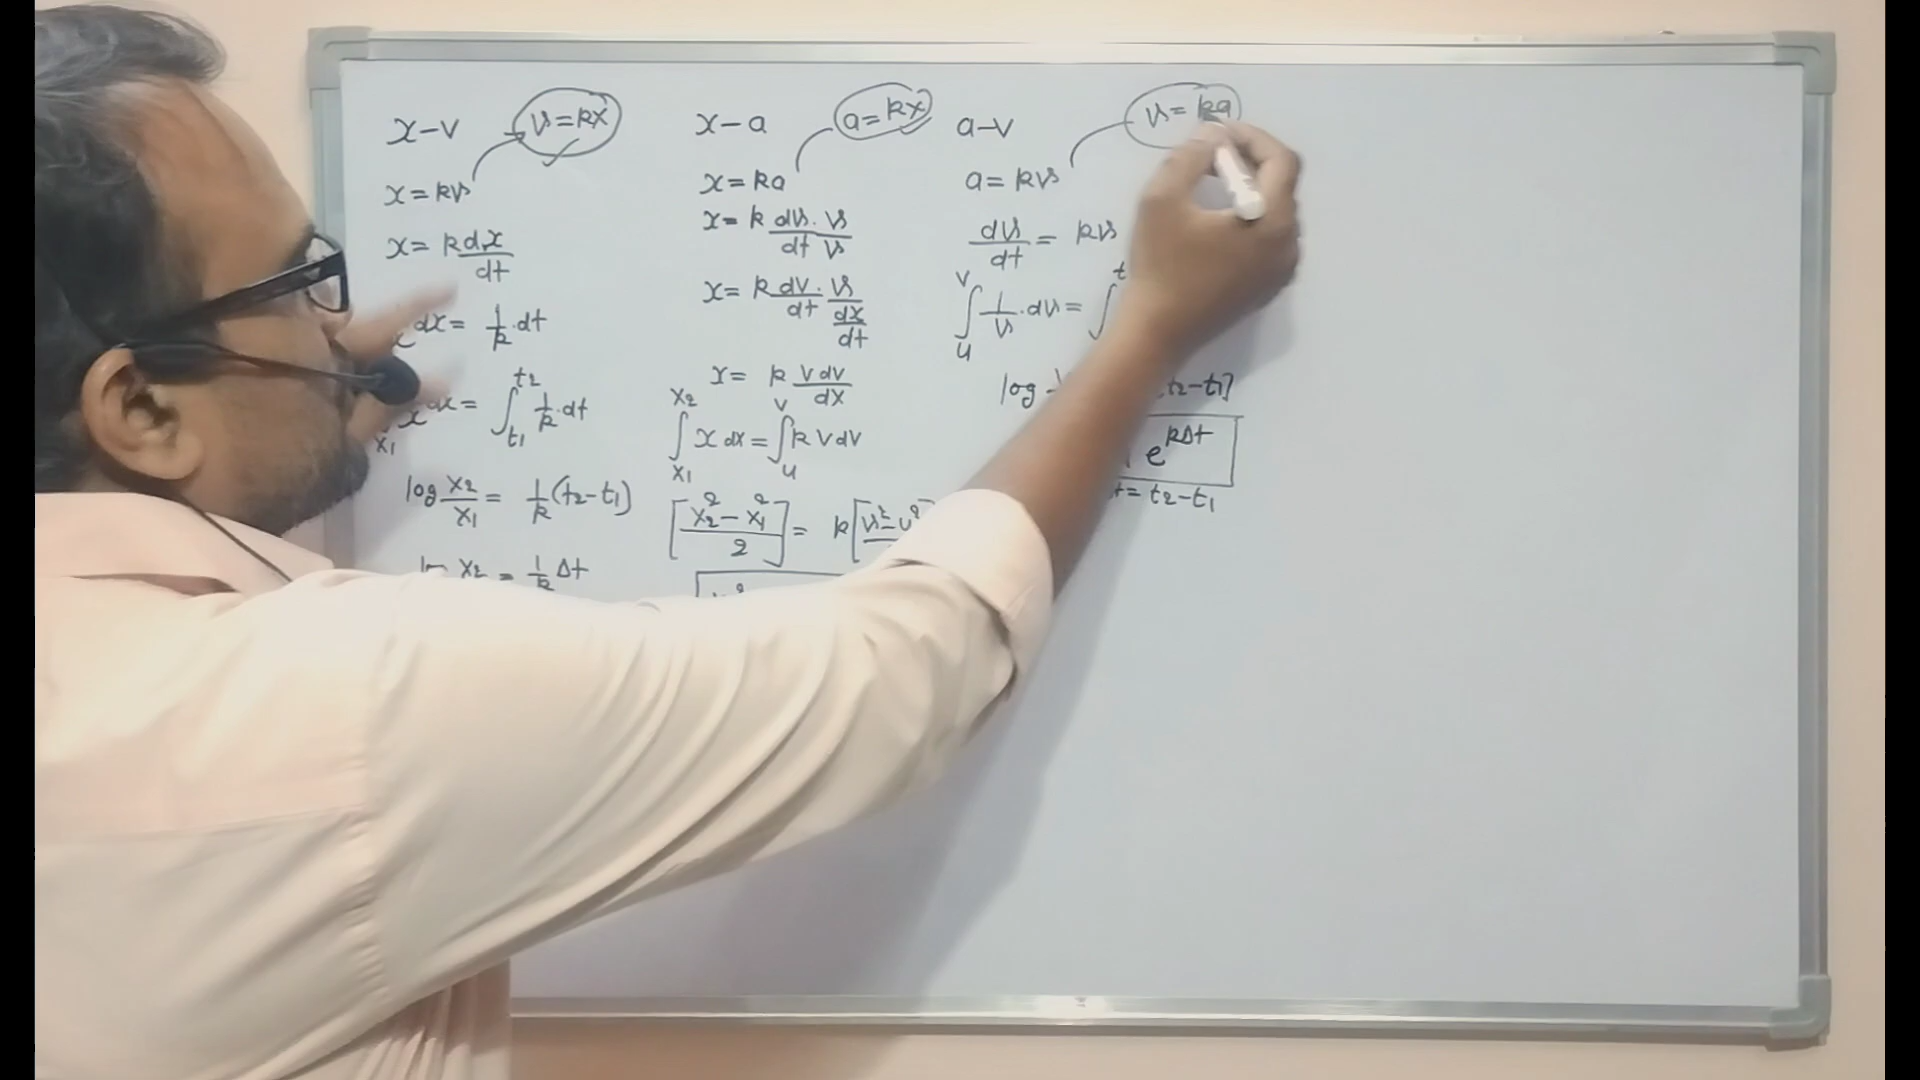 x-v v=kx
x=kv
x= k dx/dt
dx= 1/k .dt
x1 x dx= ∫ t1 t2 1/k .dt
log x2/x1 = 1/k (t2-t1)
x2 = 1/k Δt
x-a a=kx
x=ka
x= k dv/dt . v/v
x= k dv/dt . v/(dx/dt)
x= k v dv/dx
∫ x1 x2 x dx = ∫ u v k v dv
[(x2²-x1²)/2] = k[v²-u²
a-v v=ka
a=kv
dv/dt = kv
∫ u v 1/v .dv= ∫ t
log t2-t1]
e^kΔt
t= t2-t1